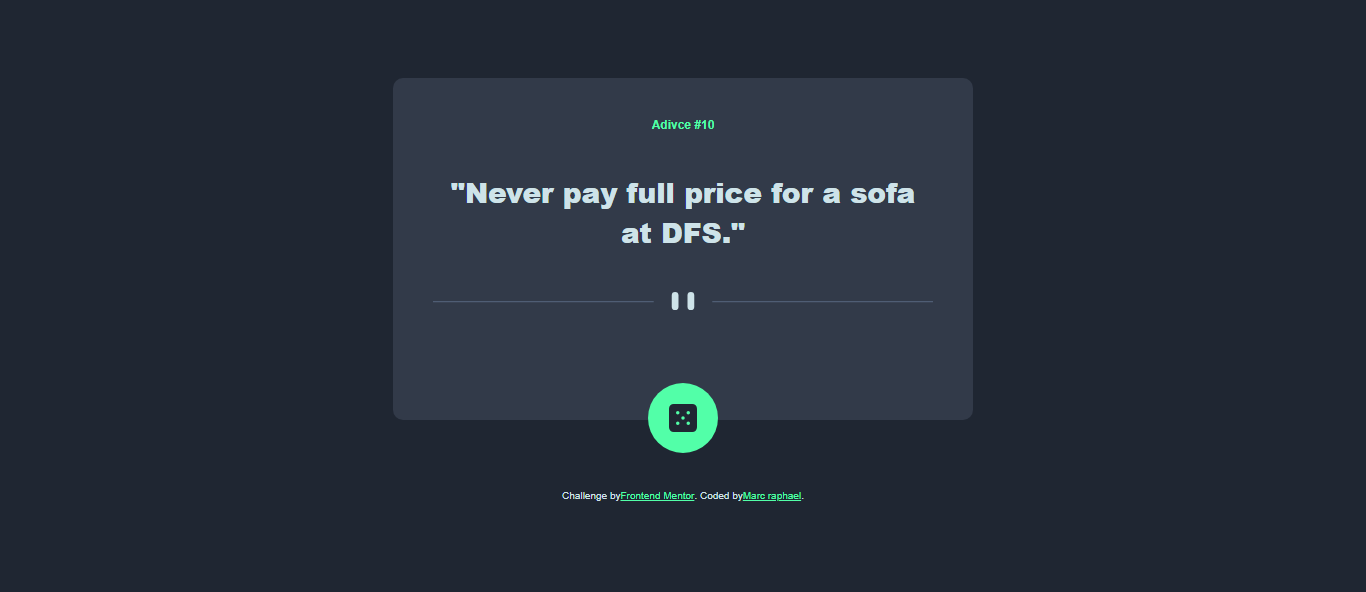 Adivce #10
"Never pay full price for a sofa
at DFS."
Challenge byFrontend Mentor. Coded byMarc raphael.